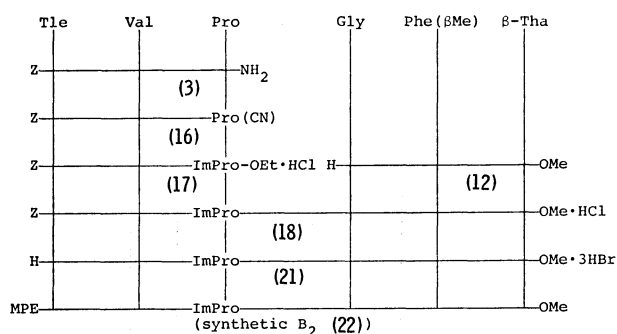 Tle Val Pro Gly Phe(βMe) β-Tha
Z NH2
(3)
Z Pro(CN)
(16)
Z ImPro-OEt·HCl H OMe
(17) (12)
Z ImPro OMe·HCl
(18)
H ImPro OMe·3HBr
(21)
MPE ImPro OMe
(synthetic B2 (22))